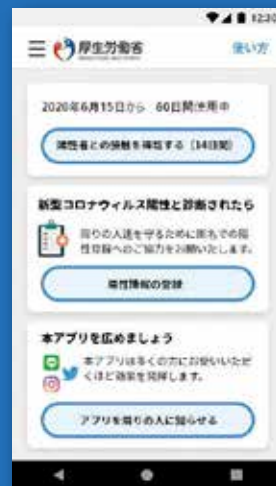 12:30
厚生労働省
使い方
2020年6月15日から 60日間使用中
陽性者との接触を確認する（14日間）
新型コロナウィルス陽性と診断されたら
周りの人達を守るために匿名での陽
性登録へのご協力をお願いいたします。
陽性情報の登録
本アプリを広めましょう
本アプリは多くの方にお使いいただ
くほど効果を発揮します。
アプリを周りの人に知らせる